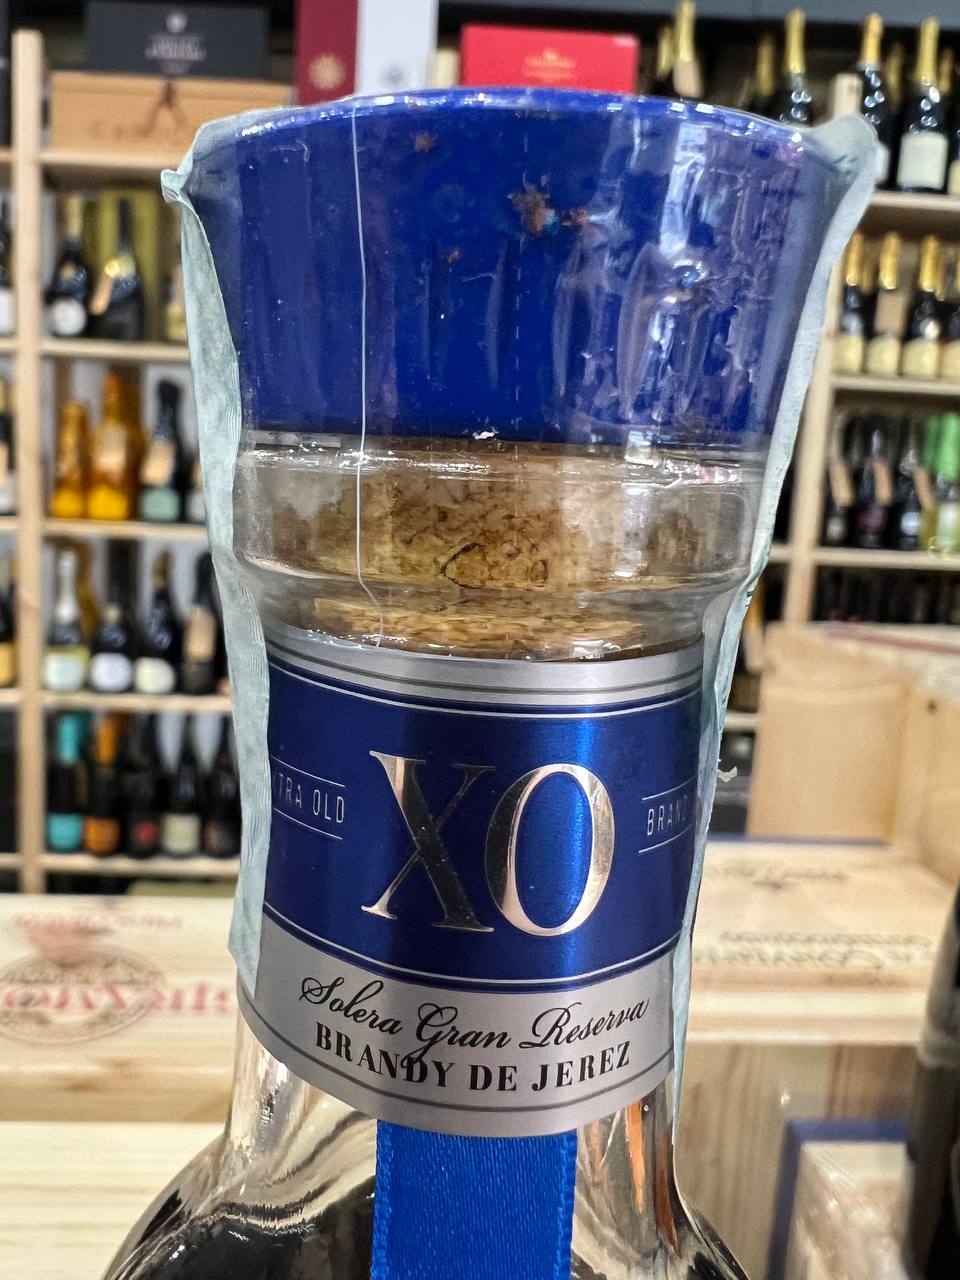 TRA OLD
XO
BRAND
Solera Gran Reserva
BRANDY DE JEREZ